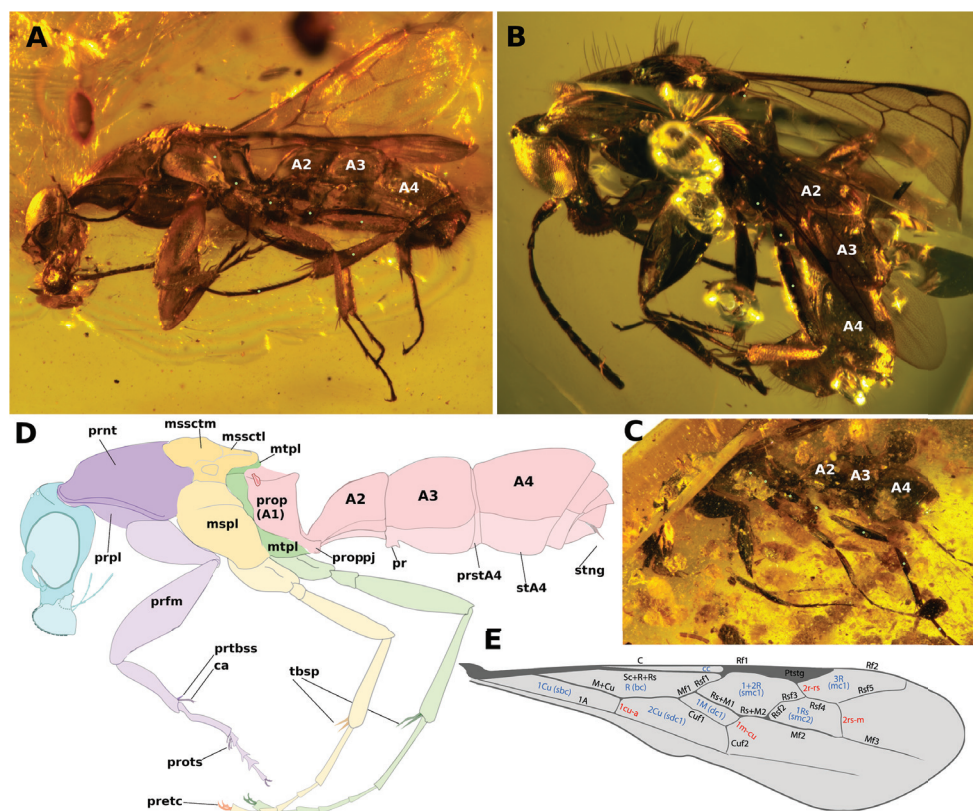 A
A2
A3
A4
B
A2
A3
A4
C
A2
A3
A4
D
prnt
mssctm
mssctl
mtpl
prop
(A1)
mspl
mtpl
proppj
A2
A3
A4
pr
prstA4
stA4
stng
prpl
prfm
prtbss
ca
tbsp
prots
pretc
E
C
Rf1
Rf2
cc
Ptstg
Sc+R+Rs
R (bc)
Rsf1
1+2R
(smc1)
3R
(mc1)
2r-rs
Rsf5
M+Cu
Mf1
1Cu (sbc)
1A
1cu-a
2Cu (sdc1)
Cuf1
Rs+M1
1M (dc1)
Rs+M2
Rsf2
Rsf3
Rsf4
1Rs
(smc2)
2rs-m
1m-cu
Cuf2
Mf2
Mf3